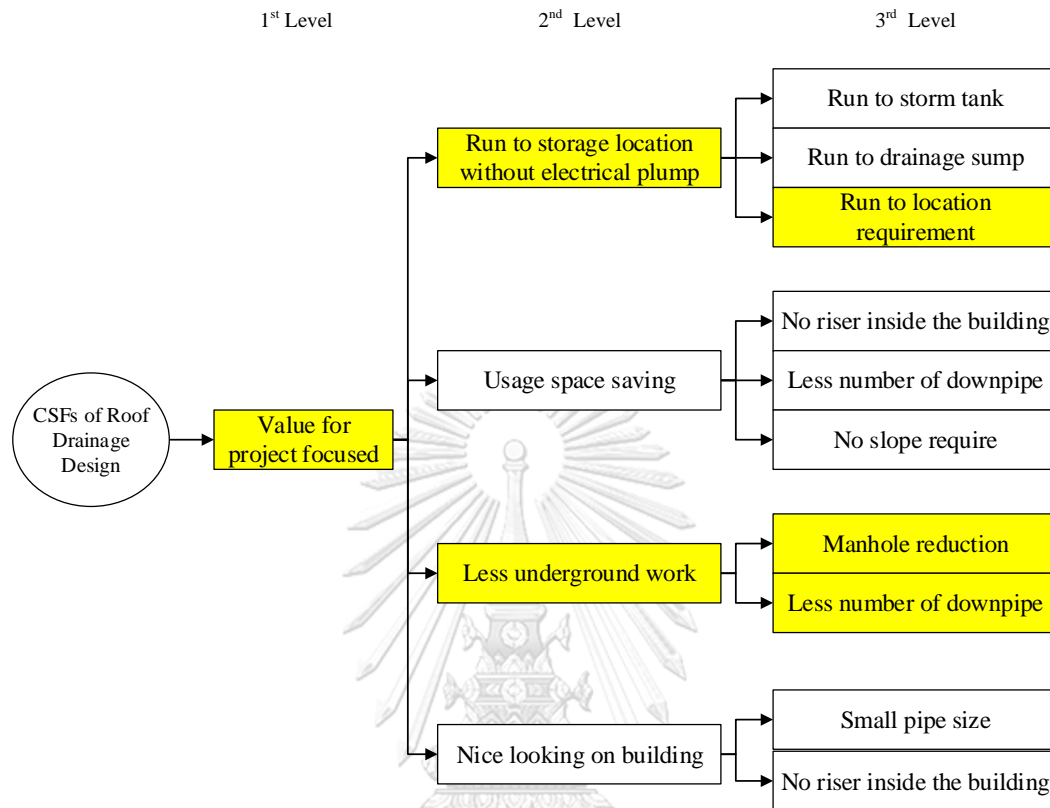 1st Level
2nd Level
3rd Level
Run to storm tank
Run to storage location
without electrical plump
Run to drainage sump
Run to location
requirement
No riser inside the building
Usage space saving
Less number of downpipe
No slope require
CSFs of Roof
Drainage
Design
Value for
project focused
Manhole reduction
Less underground work
Less number of downpipe
Small pipe size
Nice looking on building
No riser inside the building